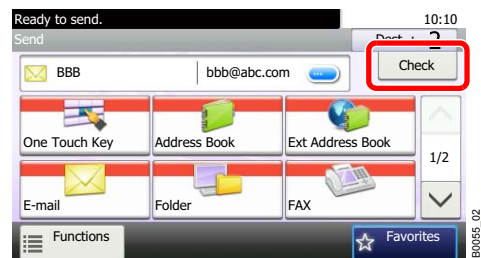 Ready to send. 10:10
Send Dest.: 2
BBB bbb@abc.com Check
One Touch Key Address Book Ext Address Book
1/2
E-mail Folder FAX
Functions Favorites
B0055_02